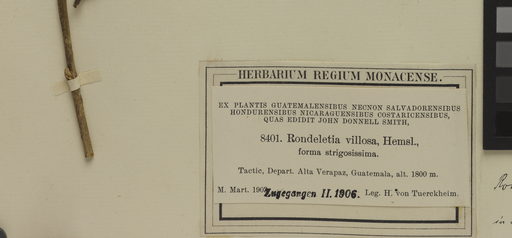 HERBARIUM REGIUM MONACENSE.
EX PLANTIS GUATEMALENSIBUS NECNON SALVADORENSIBUS
HONDURENSIBUS NICARAGUENSIBUS COSTARICENSIBUS,
QUAS EDIDIT JOHN DONNELL SMITH,
8401. Rondeletia villosa, Hemsl.,
forma strigosissima.
Tactic, Depart. Alta Verapaz, Guatemala, alt. 1800 m.
M. Mart. Zugegangen II. 1906. Leg. H. von Tuerckheim.
in